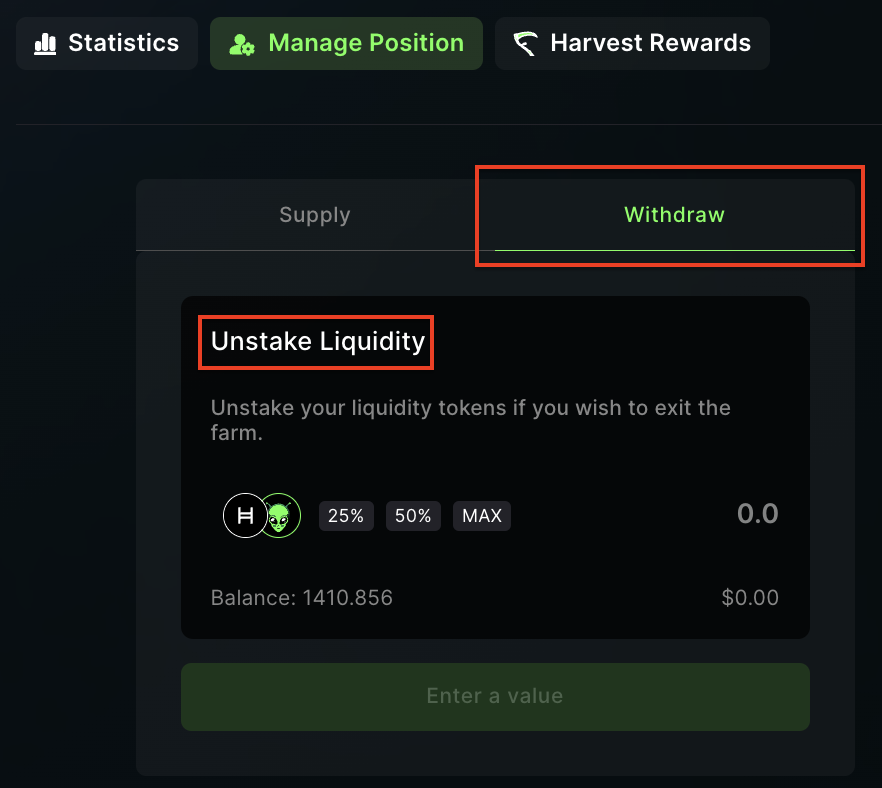 Statistics
Manage Position
Harvest Rewards
Supply
Withdraw
Unstake Liquidity
Unstake your liquidity tokens if you wish to exit the
farm.
25%
50%
MAX
0.0
Balance: 1410.856
$0.00
Enter a value